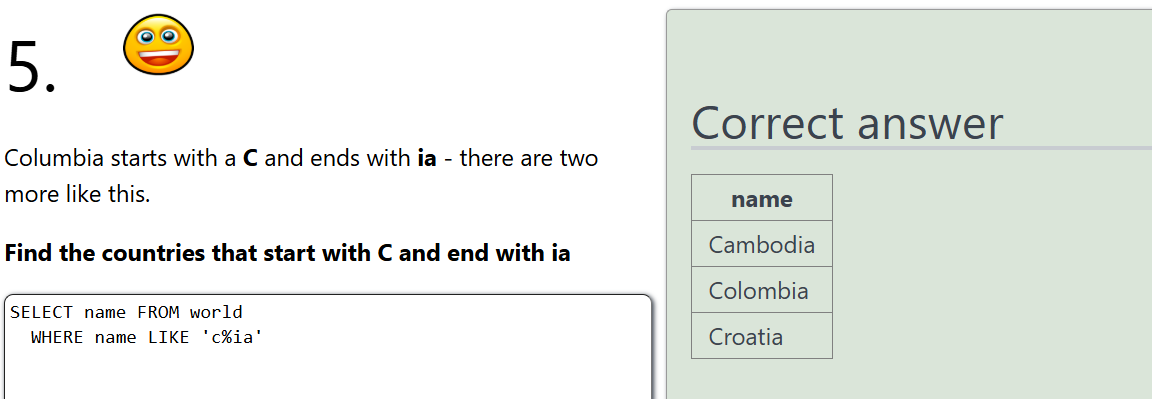 5.
Columbia starts with a C and ends with ia - there are two
more like this.
Find the countries that start with C and end with ia
SELECT name FROM world
  WHERE name LIKE 'c%ia'
Correct answer
name
Cambodia
Colombia
Croatia